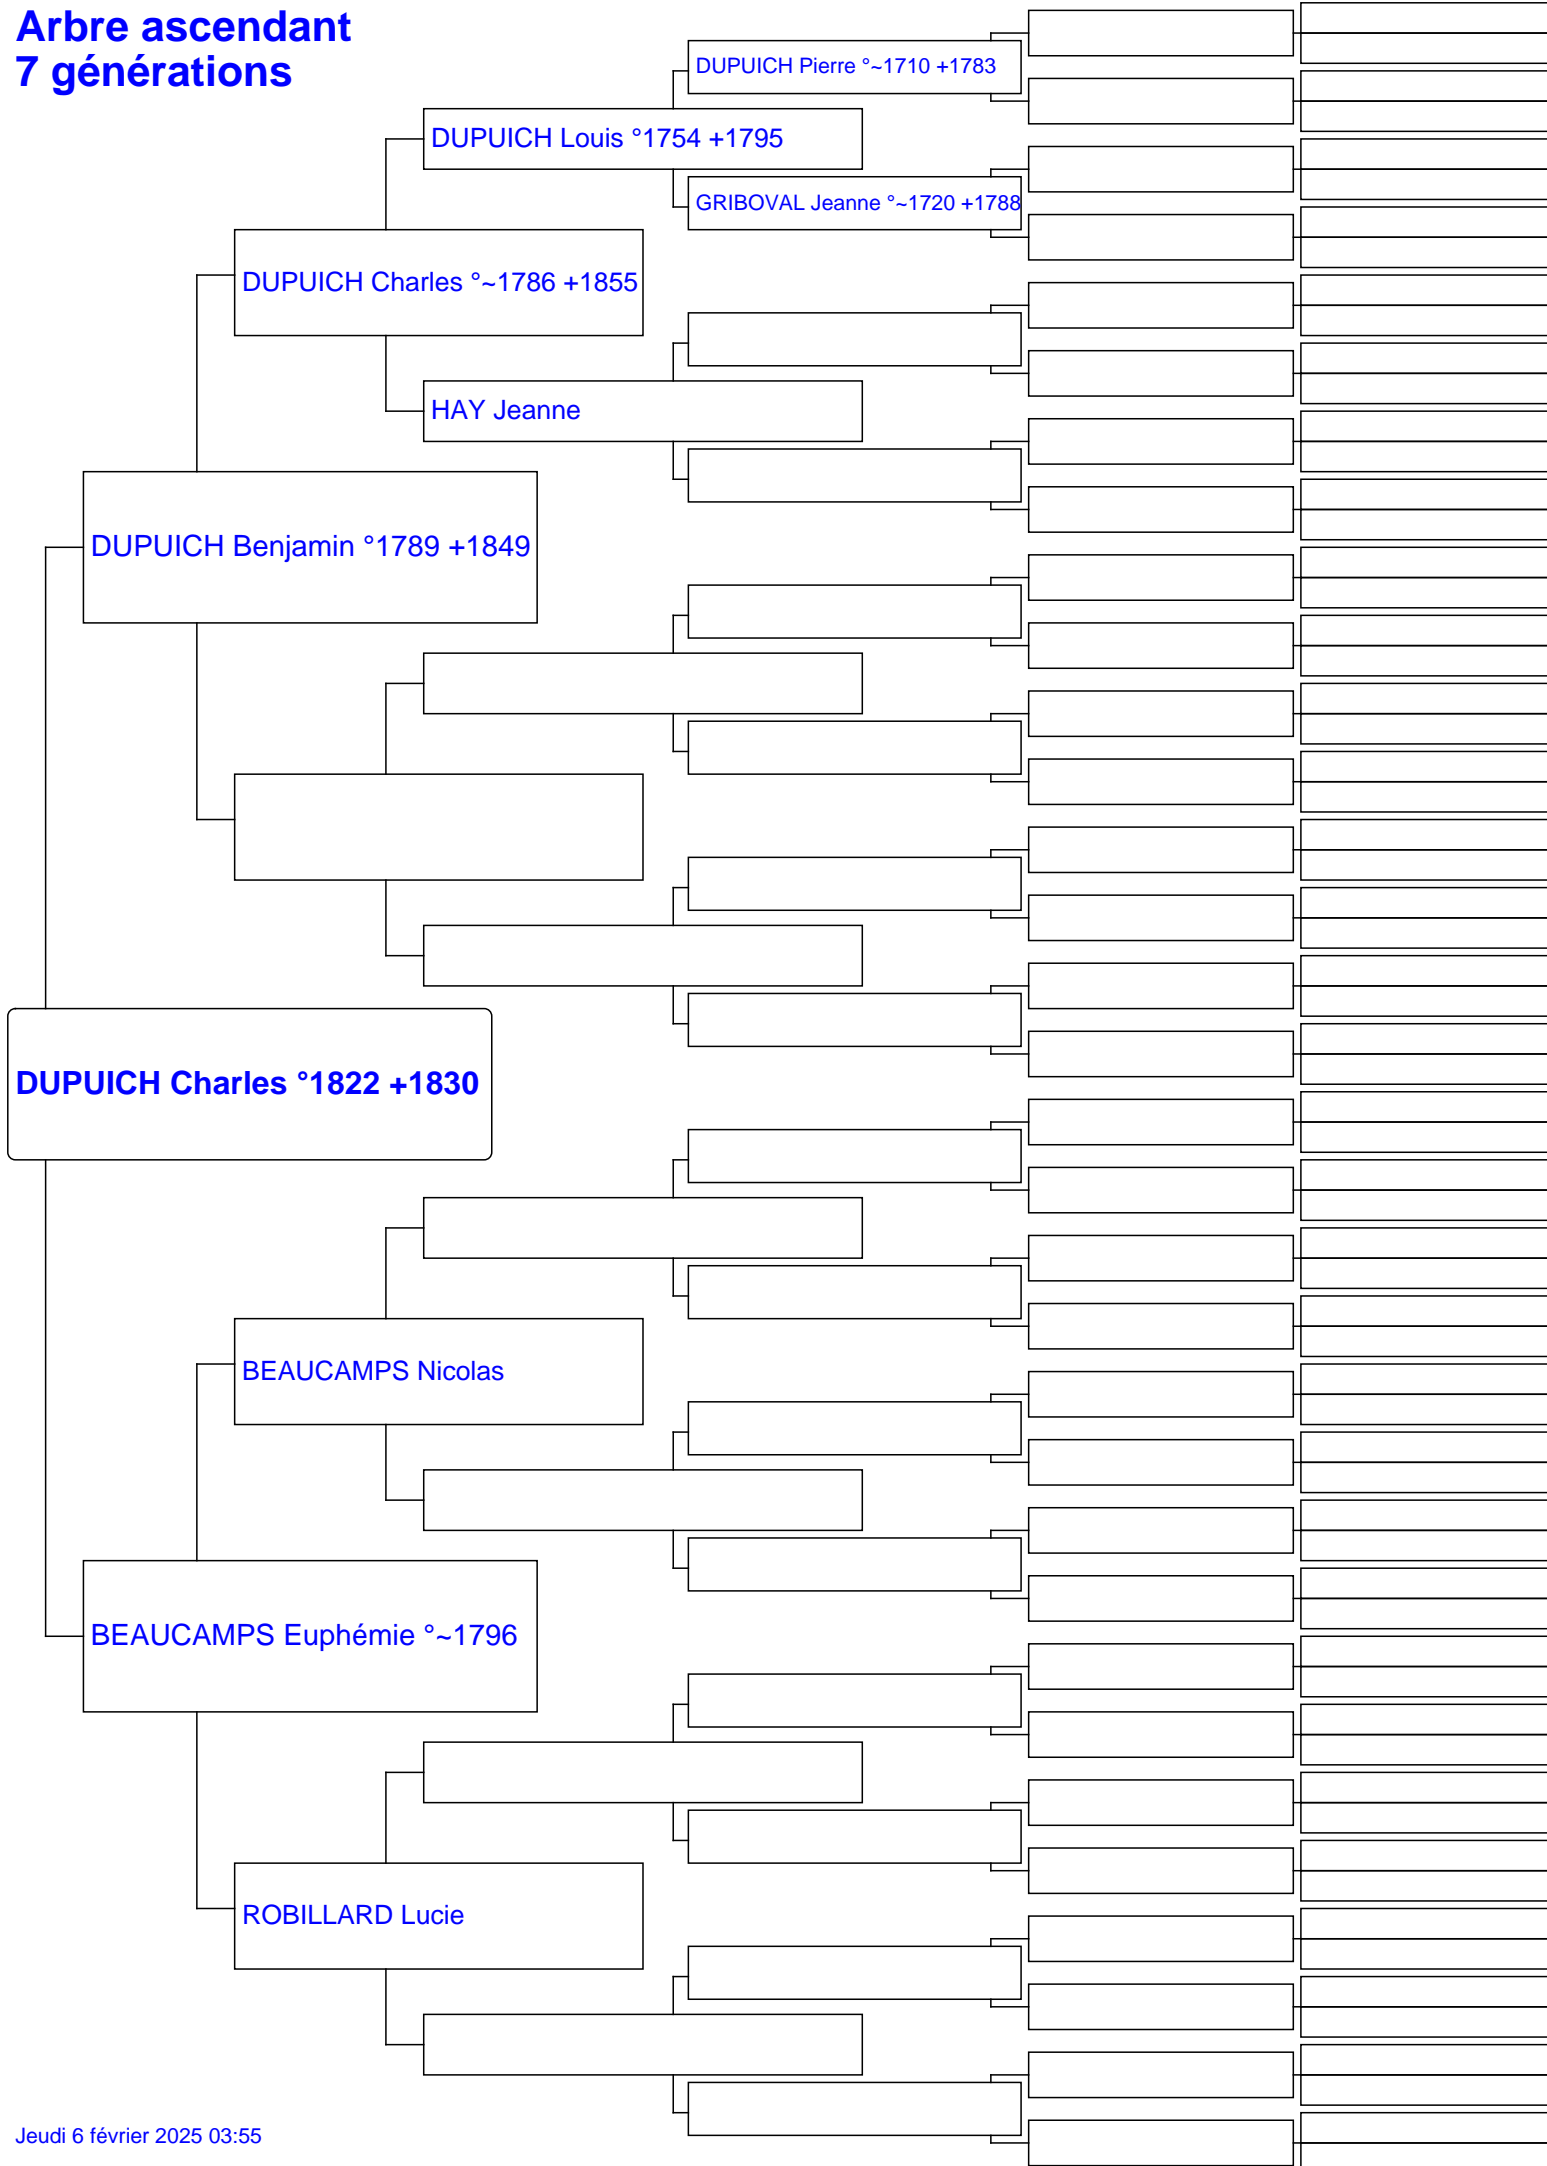 Arbre ascendant
7 générations
DUPUICH Pierre °~1710 +1783
DUPUICH Louis °1754 +1795
GRIBOVAL Jeanne °~1720 +1788
DUPUICH Charles °~1786 +1855
HAY Jeanne
DUPUICH Benjamin °1789 +1849
DUPUICH Charles °1822 +1830
BEAUCAMPS Nicolas
BEAUCAMPS Euphémie °~1796
ROBILLARD Lucie
Jeudi 6 février 2025 03:55